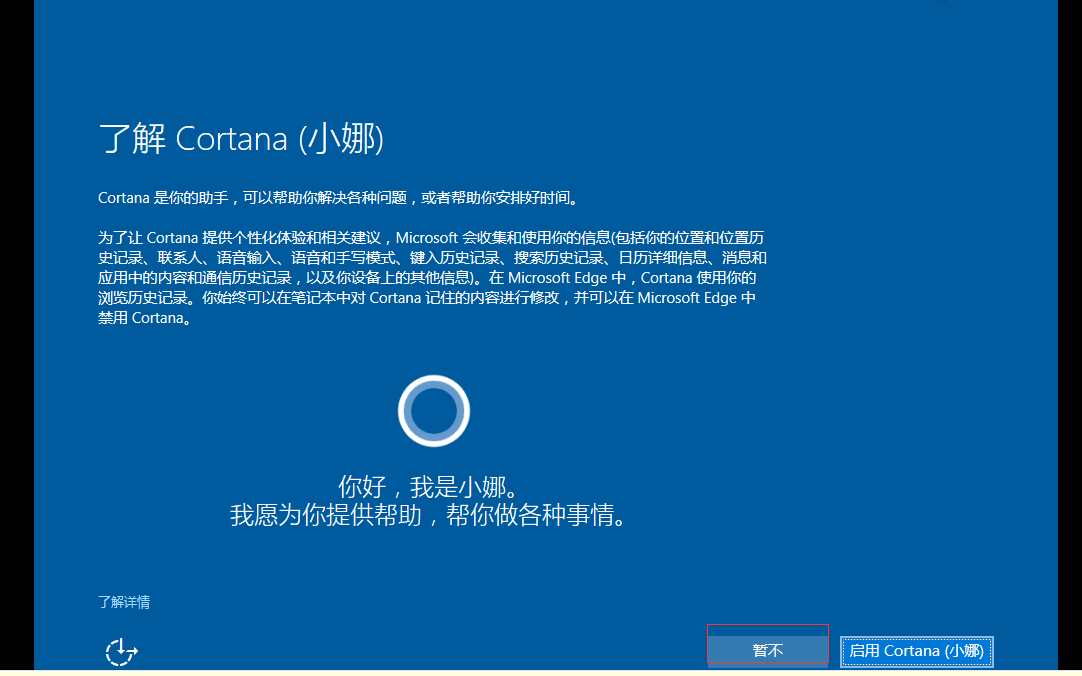 了解 Cortana (小娜)
Cortana 是你的助手，可以帮助你解决各种问题，或者帮助你安排好时间。
为了让 Cortana 提供个性化体验和相关建议，Microsoft 会收集和使用你的信息(包括你的位置和位置历
史记录、联系人、语音输入、语音和手写模式、键入历史记录、搜索历史记录、日历详细信息、消息和
应用中的内容和通信历史记录，以及你设备上的其他信息)。在 Microsoft Edge 中，Cortana 使用你的
浏览历史记录。你始终可以在笔记本中对 Cortana 记住的内容进行修改，并可以在 Microsoft Edge 中
禁用 Cortana。
你好，我是小娜。
我愿为你提供帮助，帮你做各种事情。
了解详情
暂不
启用 Cortana (小娜)